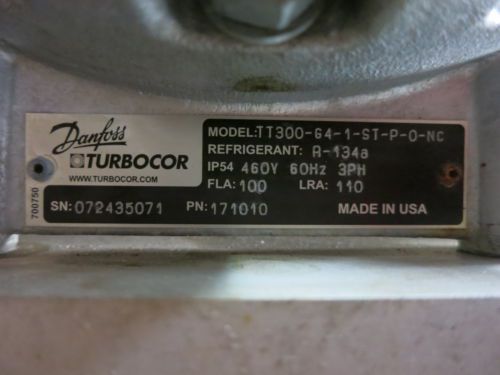 Danfoss
TURBOCOR
WWW.TURBOCOR.COM
MODEL:TT300-G4-1-ST-P-O-NC
REFRIGERANT: R-134a
IP54 460V 60Hz 3PH
FLA: 100 LRA: 110
SN: 072435071 PN: 171010 MADE IN USA
700750